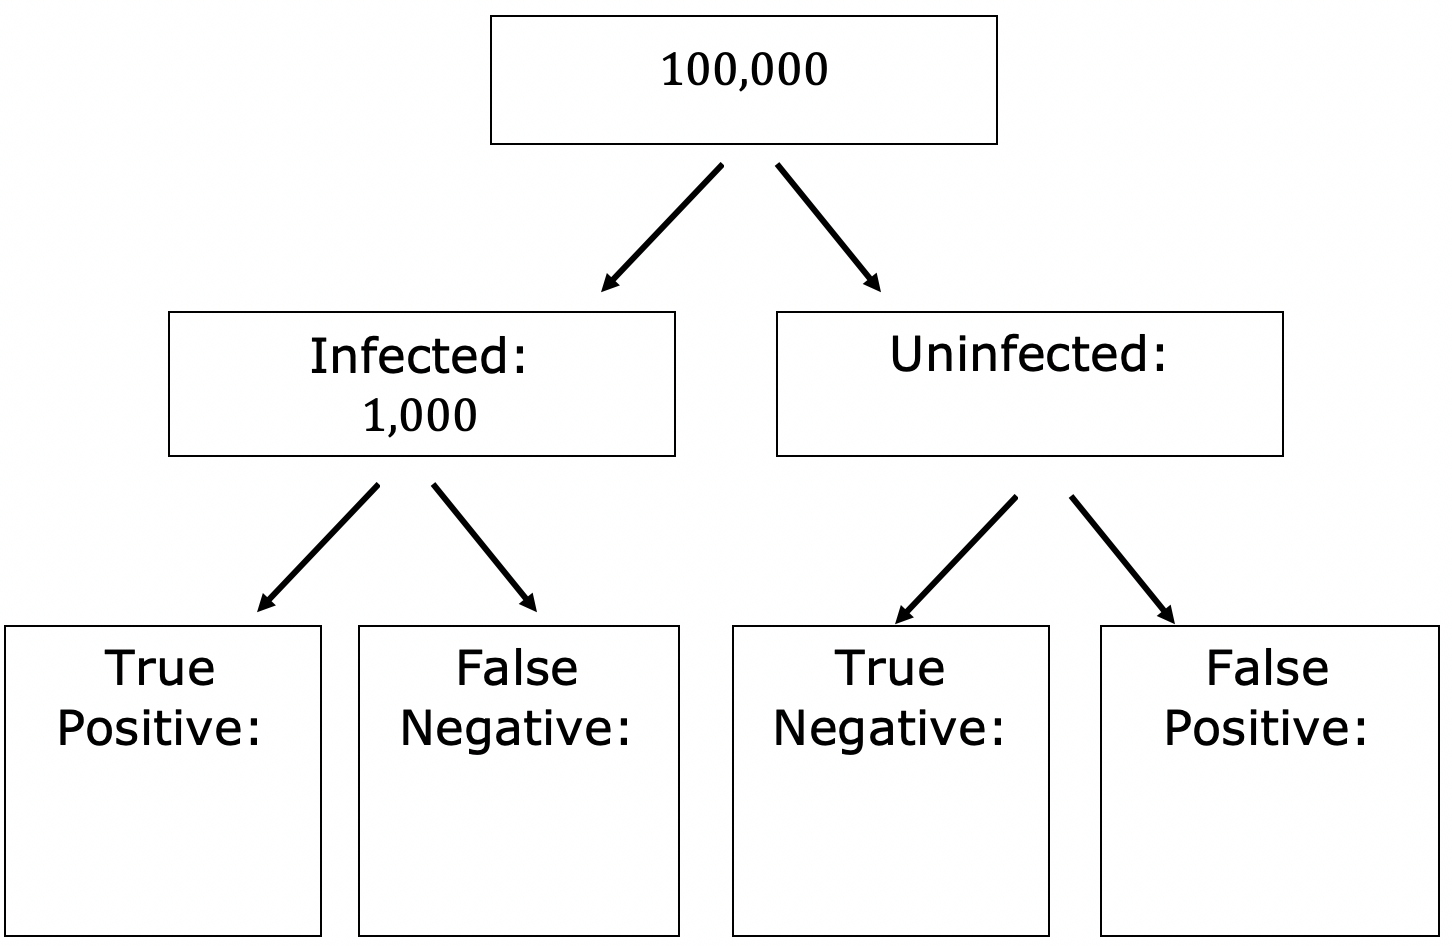 100,000
Infected:
1,000
Uninfected:
True
Positive:
False
Negative:
True
Negative:
False
Positive: